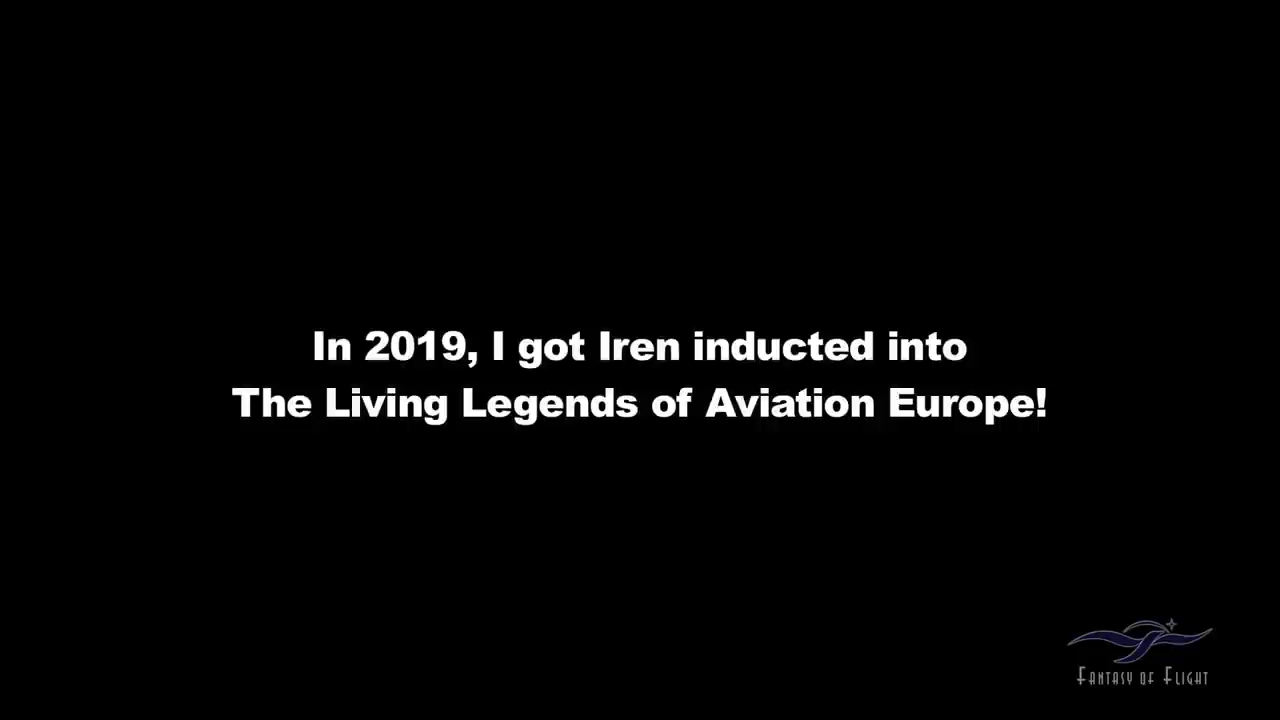 In 2019, I got Iren inducted into
The Living Legends of Aviation Europe!
Fantasy of Flight